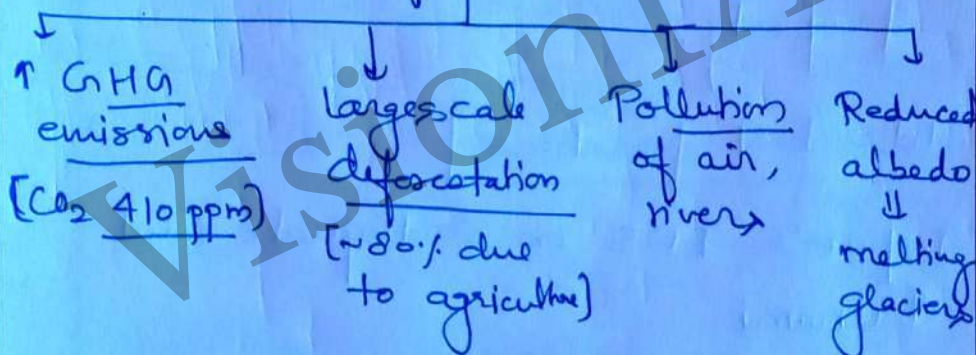 ↑ GHG
emissions
[CO2 410 ppm]
largescale
deforestation
[~80% due
to agriculture]
Pollution
of air,
rivers
Reduced
albedo
⇓
melting
glaciers
VisionIA